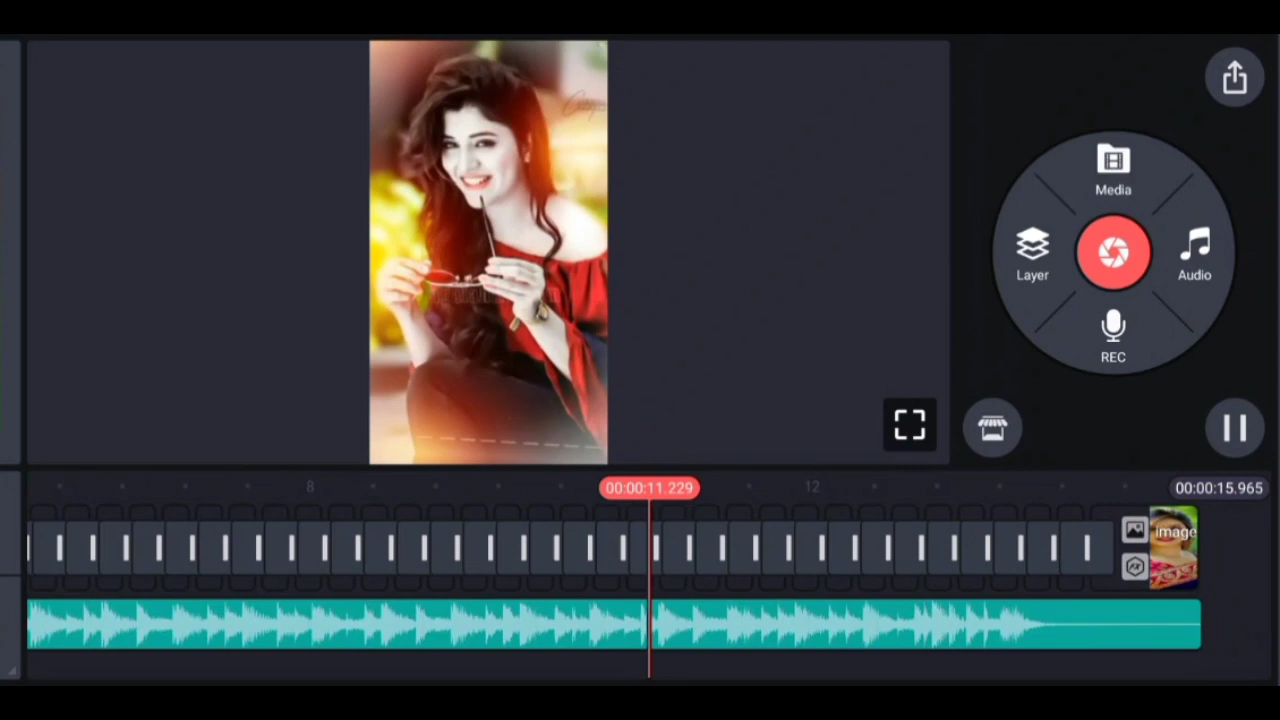 Media
Layer
Audio
REC
8
00:00:11.229
12
00:00:15.965
image